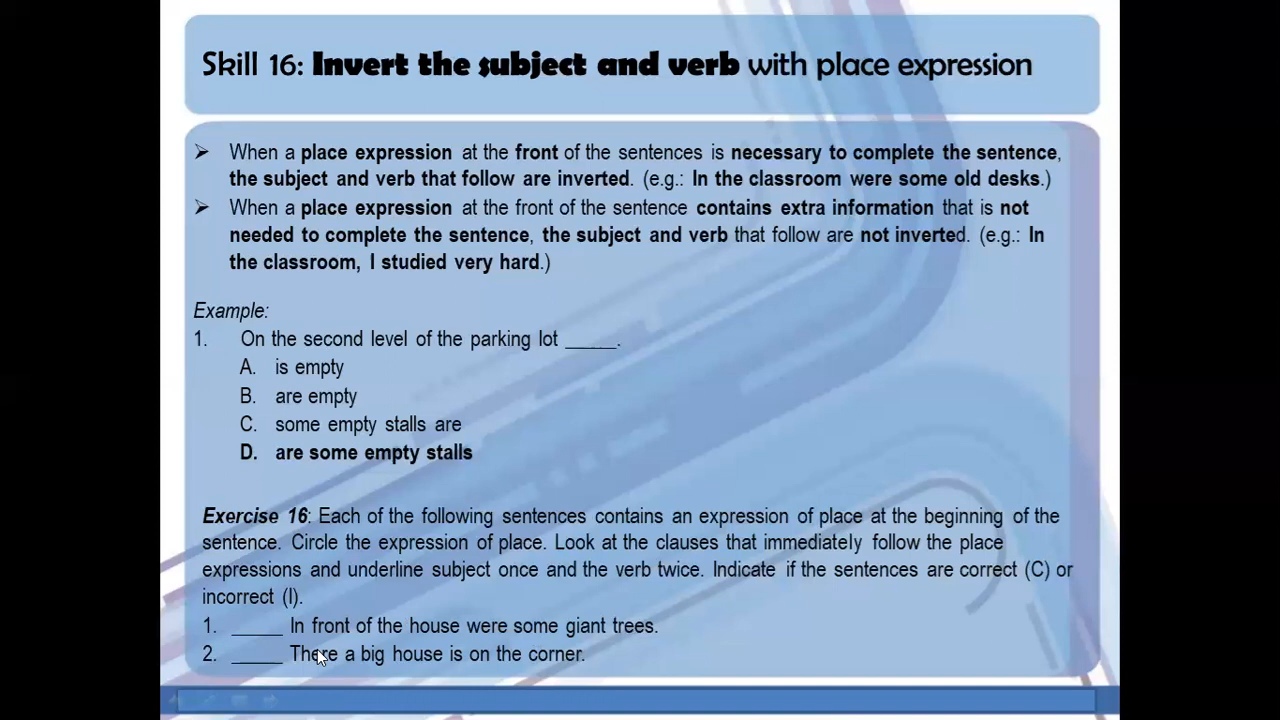 Skill 16: Invert the subject and verb with place expression
➢ When a place expression at the front of the sentences is necessary to complete the sentence,
the subject and verb that follow are inverted. (e.g.: In the classroom were some old desks.)
➢ When a place expression at the front of the sentence contains extra information that is not
needed to complete the sentence, the subject and verb that follow are not inverted. (e.g.: In
the classroom, I studied very hard.)
Example:
1. On the second level of the parking lot _____.
A. is empty
B. are empty
C. some empty stalls are
D. are some empty stalls
Exercise 16: Each of the following sentences contains an expression of place at the beginning of the
sentence. Circle the expression of place. Look at the clauses that immediately follow the place
expressions and underline subject once and the verb twice. Indicate if the sentences are correct (C) or
incorrect (I).
1. _____ In front of the house were some giant trees.
2. _____ There a big house is on the corner.